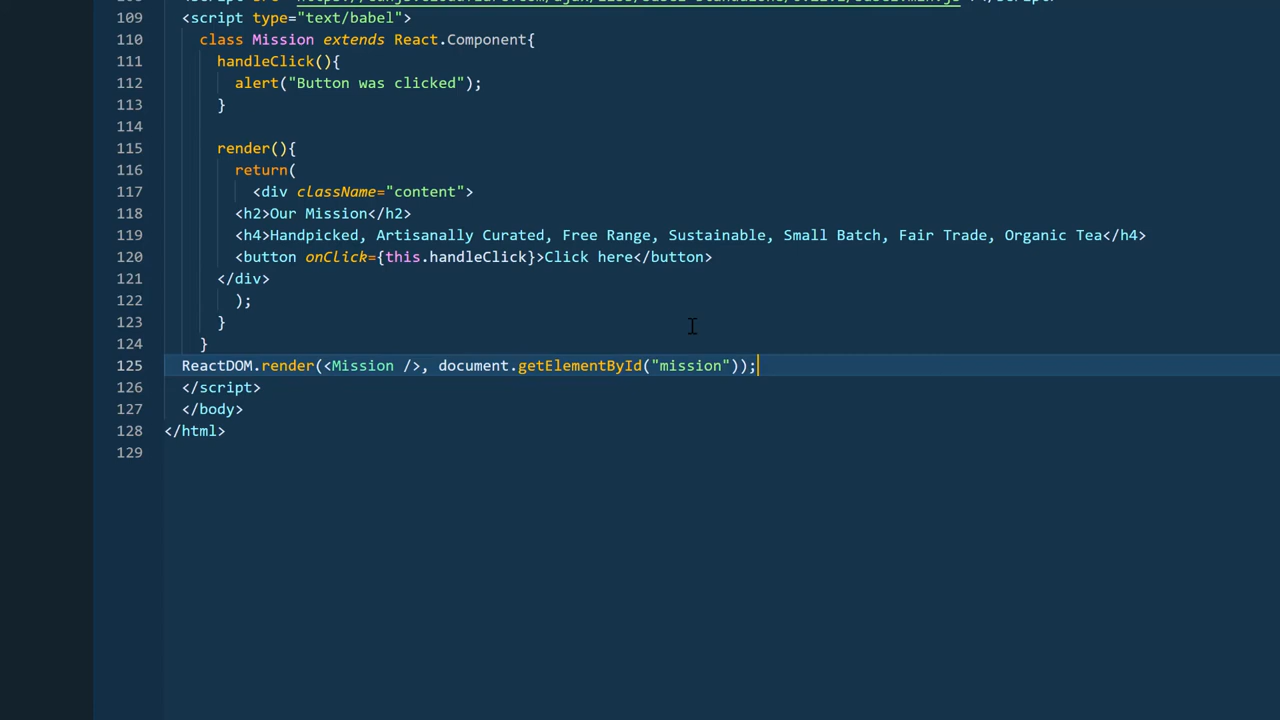 109 <script type="text/babel">
110 class Mission extends React.Component{
111 handleClick(){
112 alert("Button was clicked");
113 }
114
115 render(){
116 return(
117 <div className="content">
118 <h2>Our Mission</h2>
119 <h4>Handpicked, Artisanally Curated, Free Range, Sustainable, Small Batch, Fair Trade, Organic Tea</h4>
120 <button onClick={this.handleClick}>Click here</button>
121 </div>
122 );
123 }
124 }
125 ReactDOM.render(<Mission />, document.getElementById("mission"));
126 </script>
127 </body>
128 </html>
129